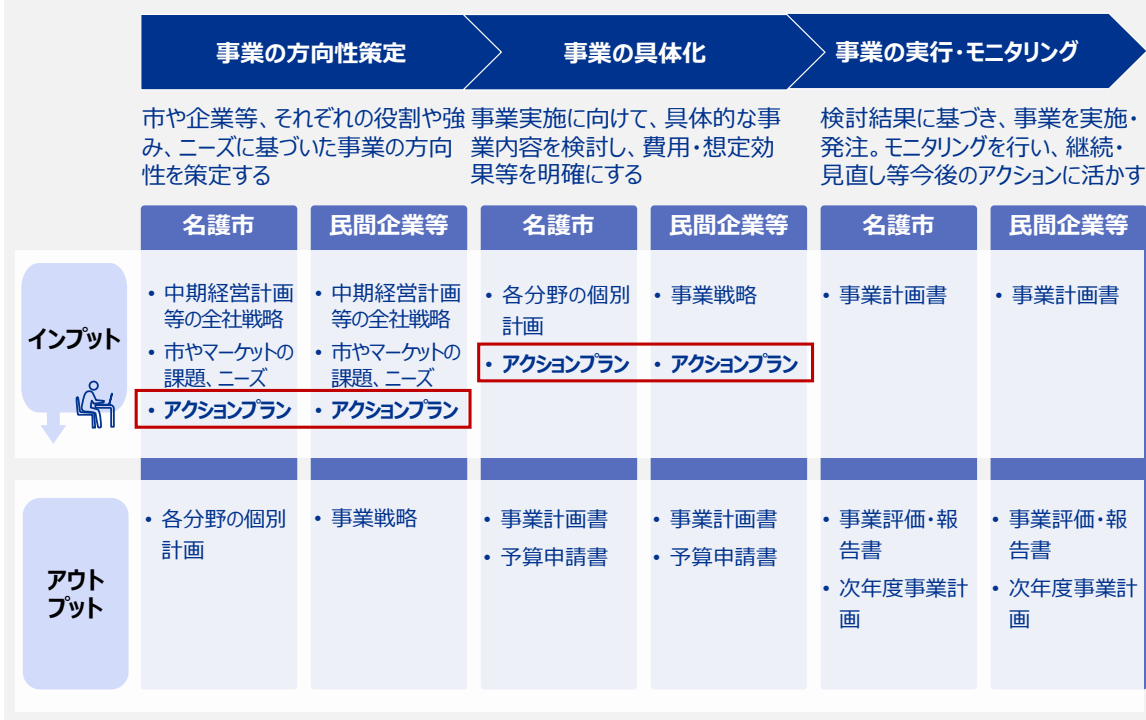 事業の方向性策定
事業の具体化
事業の実行・モニタリング
市や企業等、それぞれの役割や強
み、ニーズに基づいた事業の方向
性を策定する
事業実施に向けて、具体的な事
業内容を検討し、費用・想定効
果等を明確にする
検討結果に基づき、事業を実施・
発注。モニタリングを行い、継続・
見直し等今後のアクションに活かす
名護市
民間企業等
名護市
民間企業等
名護市
民間企業等
インプット
• 中期経営計画
等の全社戦略
• 市やマーケットの
課題、ニーズ
• アクションプラン
• 中期経営計画
等の全社戦略
• 市やマーケットの
課題、ニーズ
• アクションプラン
• 各分野の個別
計画
• アクションプラン
• 事業戦略
• アクションプラン
• 事業計画書
• 事業計画書
アウト
プット
• 各分野の個別
計画
• 事業戦略
• 事業計画書
• 予算申請書
• 事業計画書
• 予算申請書
• 事業評価・報
告書
• 次年度事業計
画
• 事業評価・報
告書
• 次年度事業計
画